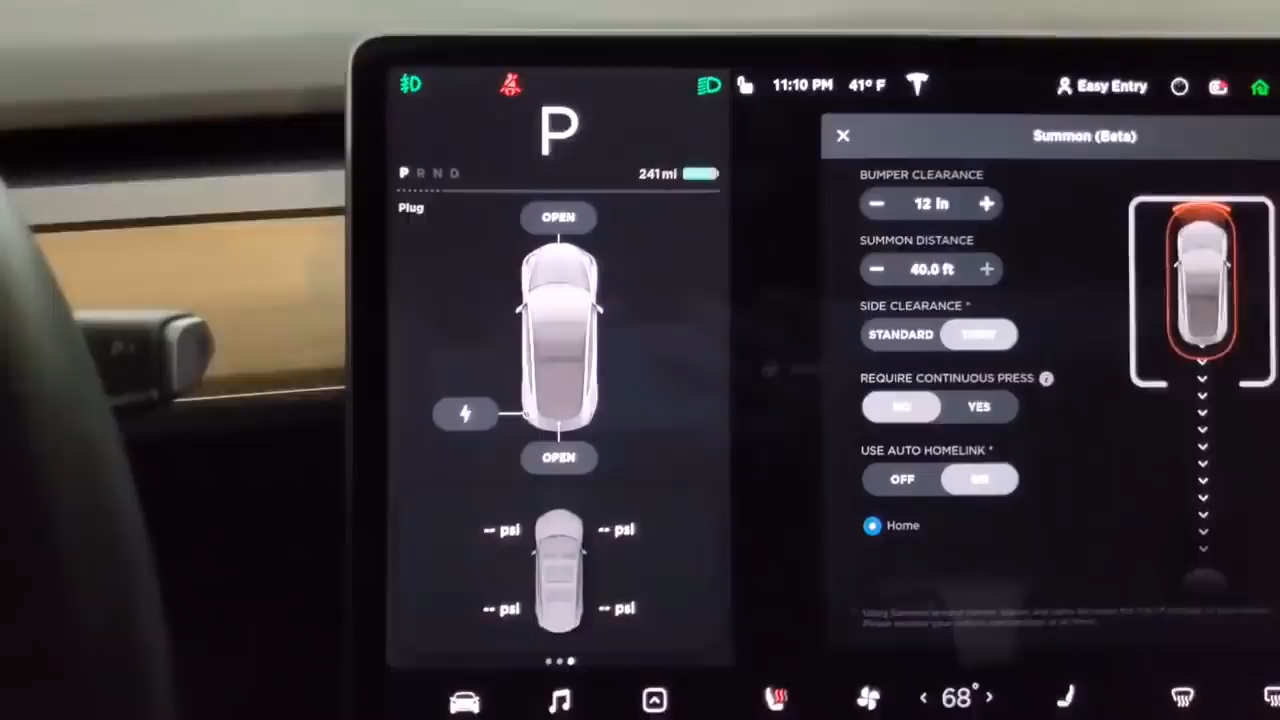 11:10 PM 41° F Easy Entry
P
P R N D
241 mi
Plug
OPEN
OPEN
-- psi -- psi
-- psi -- psi
Summon (Beta)
BUMPER CLEARANCE
− 12 in +
SUMMON DISTANCE
− 40.0 ft +
SIDE CLEARANCE *
STANDARD
REQUIRE CONTINUOUS PRESS
NO YES
USE AUTO HOMELINK *
OFF ON
Home
‹ 68° ›